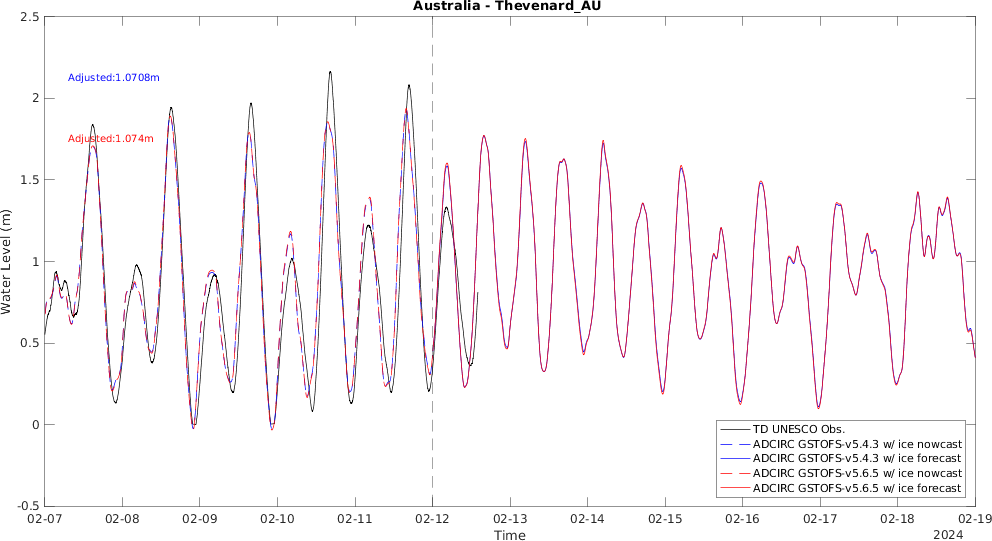 Australia - Thevenard_AU
2.5
2
1.5
1
0.5
0
-0.5
Water Level (m)
Adjusted:1.0708m
Adjusted:1.074m
TD UNESCO Obs.
ADCIRC GSTOFS-v5.4.3 w/ ice nowcast
ADCIRC GSTOFS-v5.4.3 w/ ice forecast
ADCIRC GSTOFS-v5.6.5 w/ ice nowcast
ADCIRC GSTOFS-v5.6.5 w/ ice forecast
02-07 02-08 02-09 02-10 02-11 02-12 02-13 02-14 02-15 02-16 02-17 02-18 02-19
Time
2024